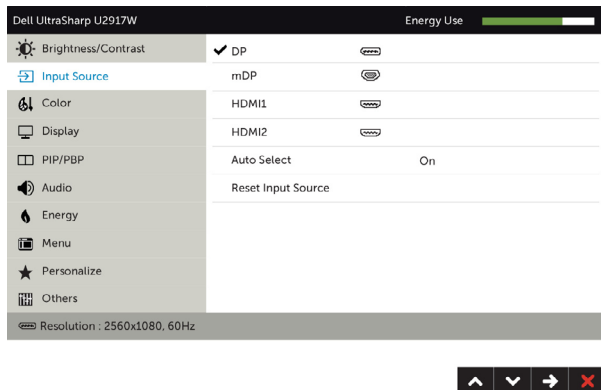 Dell UltraSharp U2917W Energy Use
Brightness/Contrast
Input Source
Color
Display
PIP/PBP
Audio
Energy
Menu
Personalize
Others
DP
mDP
HDMI1
HDMI2
Auto Select On
Reset Input Source
Resolution : 2560x1080, 60Hz